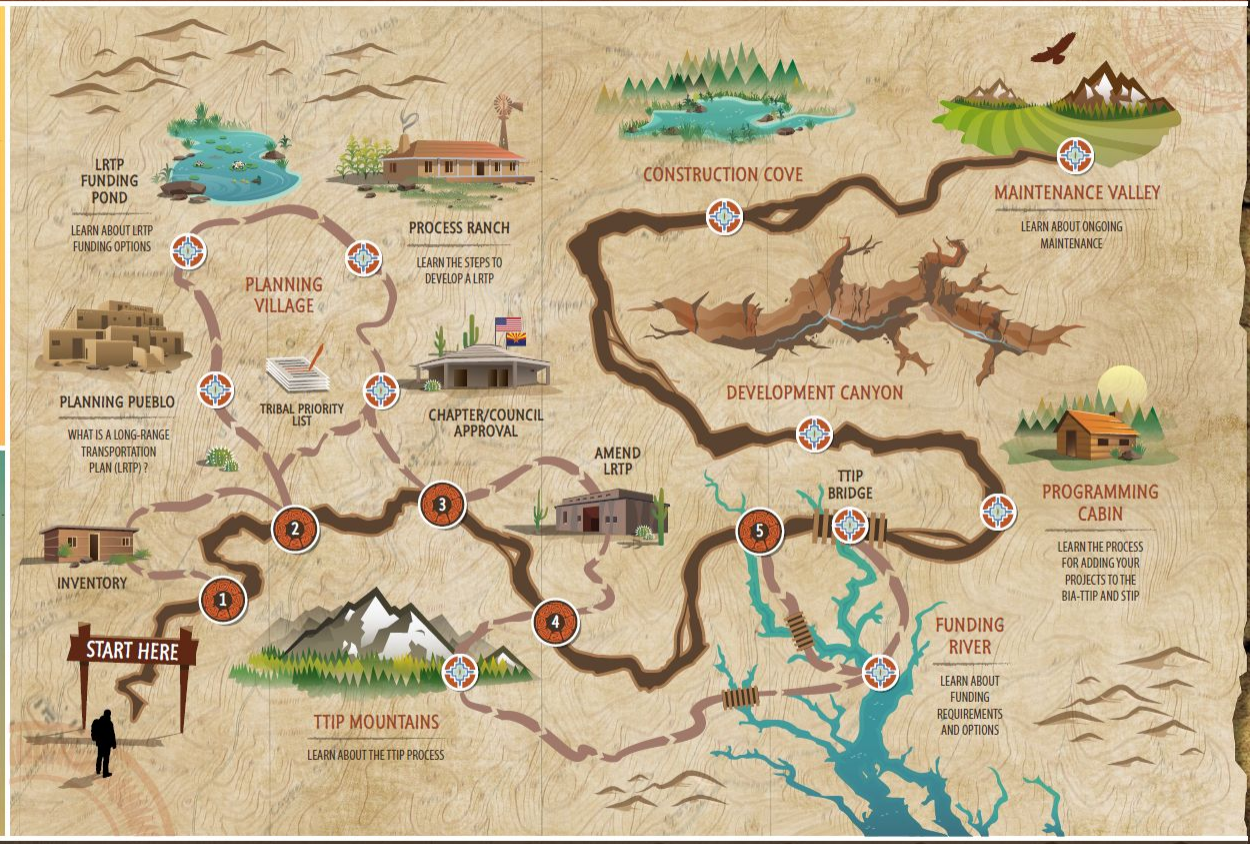 LRTP
FUNDING
POND
LEARN ABOUT LRTP
FUNDING OPTIONS
PROCESS RANCH
LEARN THE STEPS TO
DEVELOP A LRTP
PLANNING
VILLAGE
CONSTRUCTION COVE
MAINTENANCE VALLEY
LEARN ABOUT ONGOING
MAINTENANCE
PLANNING PUEBLO
WHAT IS A LONG-RANGE
TRANSPORTATION
PLAN (LRTP) ?
TRIBAL PRIORITY
LIST
CHAPTER/COUNCIL
APPROVAL
DEVELOPMENT CANYON
AMEND
LRTP
TTIP
BRIDGE
PROGRAMMING
CABIN
LEARN THE PROCESS
FOR ADDING YOUR
PROJECTS TO THE
BIA-TTIP AND STIP
INVENTORY
1
2
3
4
5
START HERE
TTIP MOUNTAINS
LEARN ABOUT THE TTIP PROCESS
FUNDING
RIVER
LEARN ABOUT
FUNDING
REQUIREMENTS
AND OPTIONS